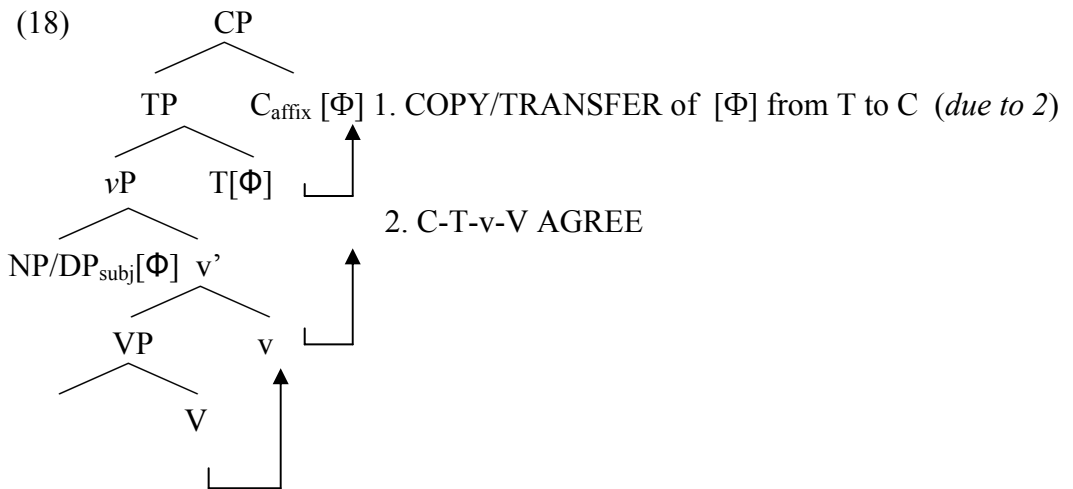 (18) CP
TP C_affix [Φ] 1. COPY/TRANSFER of [Φ] from T to C (due to 2)
vP T[Φ]
2. C-T-v-V AGREE
NP/DP_subj[Φ] v’
VP v
V